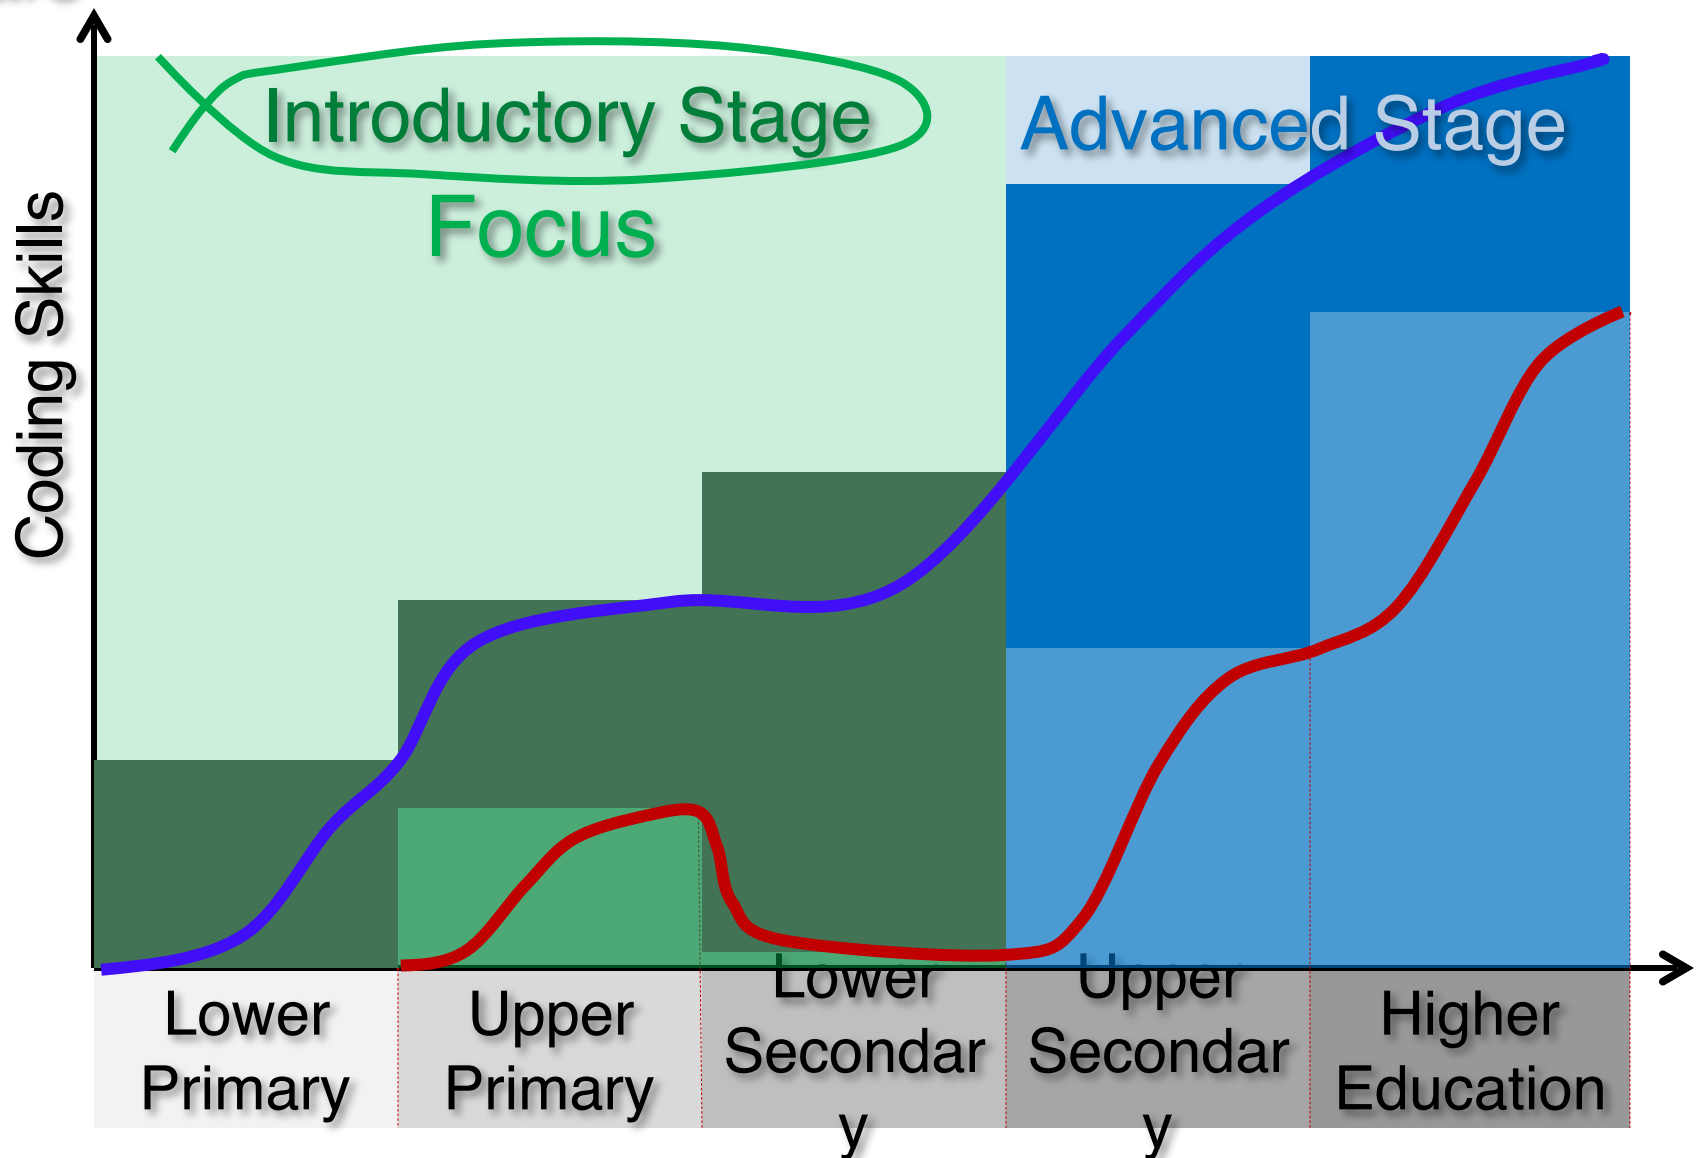 Introductory Stage
Advanced Stage
Focus
Coding Skills
Lower
Primary
Upper
Primary
Lower
Secondar
y
Upper
Secondar
y
Higher
Education